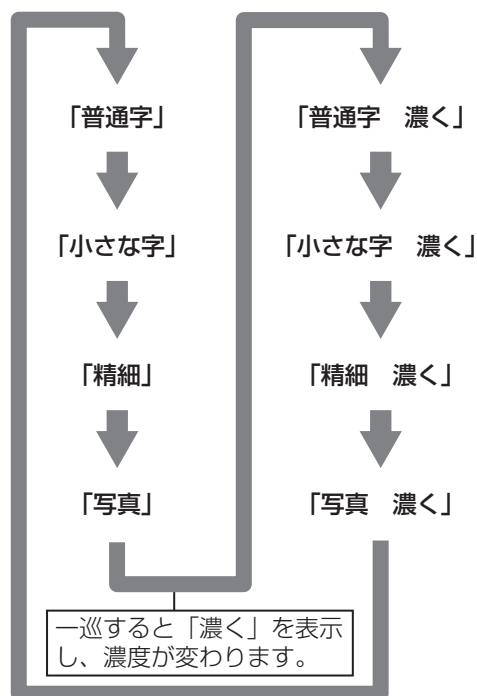 「普通字」
「小さな字」
「精細」
「写真」
「普通字　濃く」
「小さな字　濃く」
「精細　濃く」
「写真　濃く」
一巡すると「濃く」を表示
し、濃度が変わります。